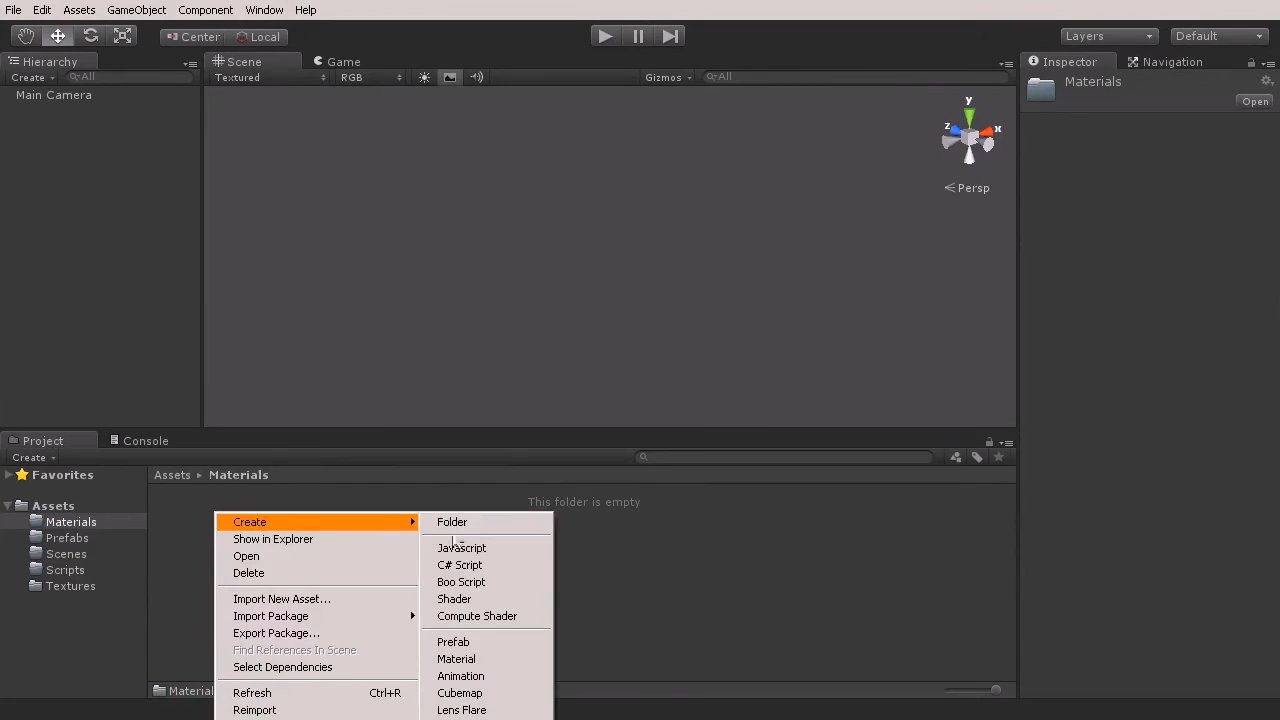 File Edit Assets GameObject Component Window Help
Center Local Layers Default
Hierarchy Scene Game Inspector Navigation
Create All Textured RGB Gizmos All Materials
Main Camera
Open
y
z x
Persp
Project Console
Create
Favorites Assets Materials
This folder is empty
Assets
Materials
Prefabs
Scenes
Scripts
Textures
Create
Show in Explorer
Open
Delete
Import New Asset...
Import Package
Export Package...
Find References In Scene
Select Dependencies
Refresh Ctrl+R
Reimport
Folder
Javascript
C# Script
Boo Script
Shader
Compute Shader
Prefab
Material
Animation
Cubemap
Lens Flare
Material